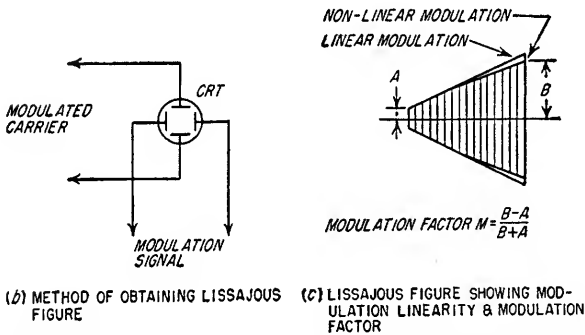 NON-LINEAR MODULATION
LINEAR MODULATION
A
B
CRT
MODULATED
CARRIER
MODULATION
SIGNAL
MODULATION FACTOR M = B-A/B+A
(b) METHOD OF OBTAINING LISSAJOUS
FIGURE
(c) LISSAJOUS FIGURE SHOWING MOD-
ULATION LINEARITY & MODULATION
FACTOR